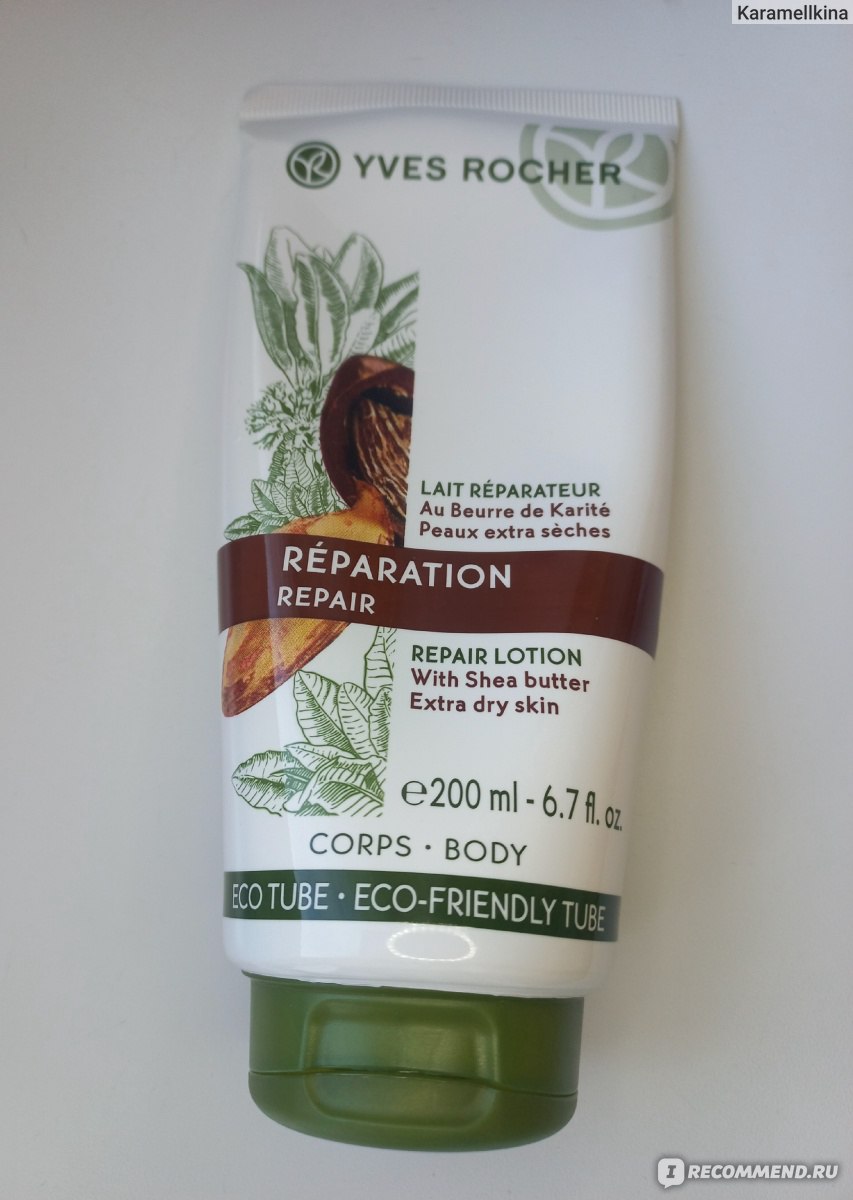 Karamellkina
YVES ROCHER
LAIT RÉPARATEUR
Au Beurre de Karité
Peaux extra sèches
RÉPARATION
REPAIR
REPAIR LOTION
With Shea butter
Extra dry skin
℮200 ml - 6.7 fl. oz.
CORPS · BODY
ECO TUBE · ECO-FRIENDLY TUBE
IRECOMMEND.RU